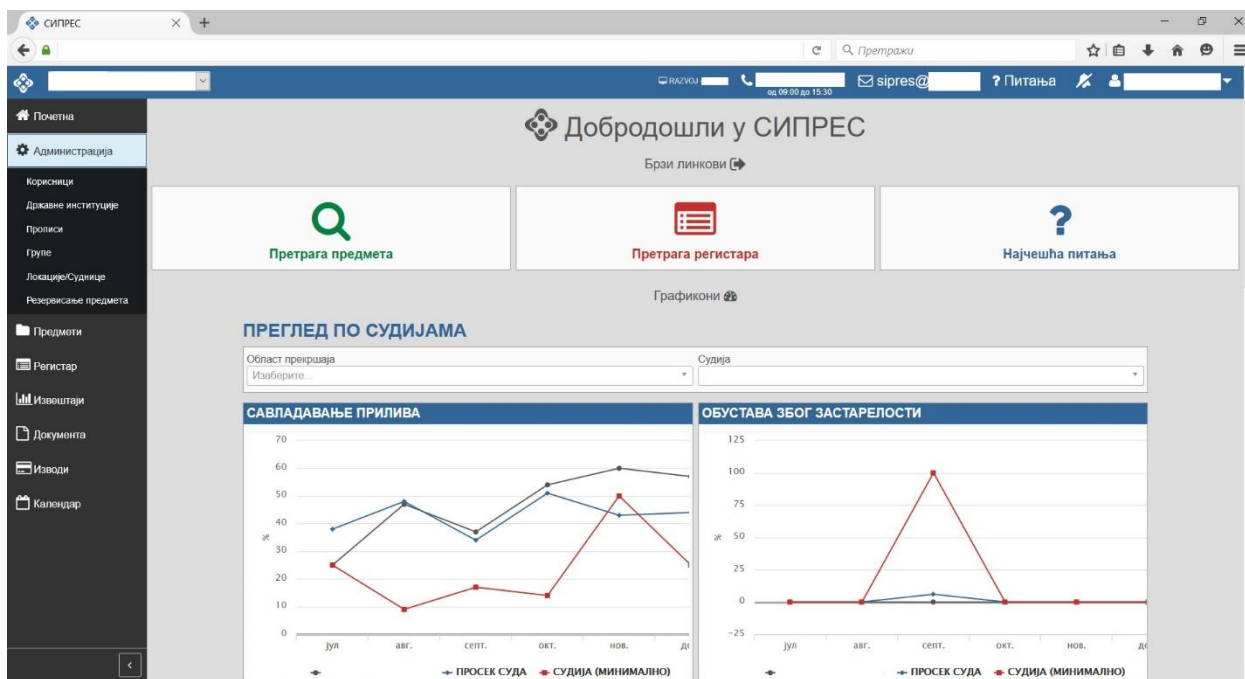 СИПРЕС
Претражи
RAZVOJ
од 09:00 до 15:30
sipres@
? Питања
Почетна
Администрација
Корисници
Државне институције
Прописи
Групе
Локације/Суднице
Резервисање предмета
Предмети
Регистар
Извештаји
Документа
Изводи
Календар
Добродошли у СИПРЕС
Брзи линкови
Претрага предмета
Претрага регистара
Најчешћа питања
Графикони
ПРЕГЛЕД ПО СУДИЈАМА
Област прекршаја
Изаберите...
Судија
САВЛАДАВАЊЕ ПРИЛИВА
70
60
50
40
30
20
10
0
%
јул авг. септ. окт. нов. де
ПРОСЕК СУДА СУДИЈА (МИНИМАЛНО)
ОБУСТАВА ЗБОГ ЗАСТАРЕЛОСТИ
125
100
75
50
25
0
-25
%
јул авг. септ. окт. нов. де
ПРОСЕК СУДА СУДИЈА (МИНИМАЛНО)